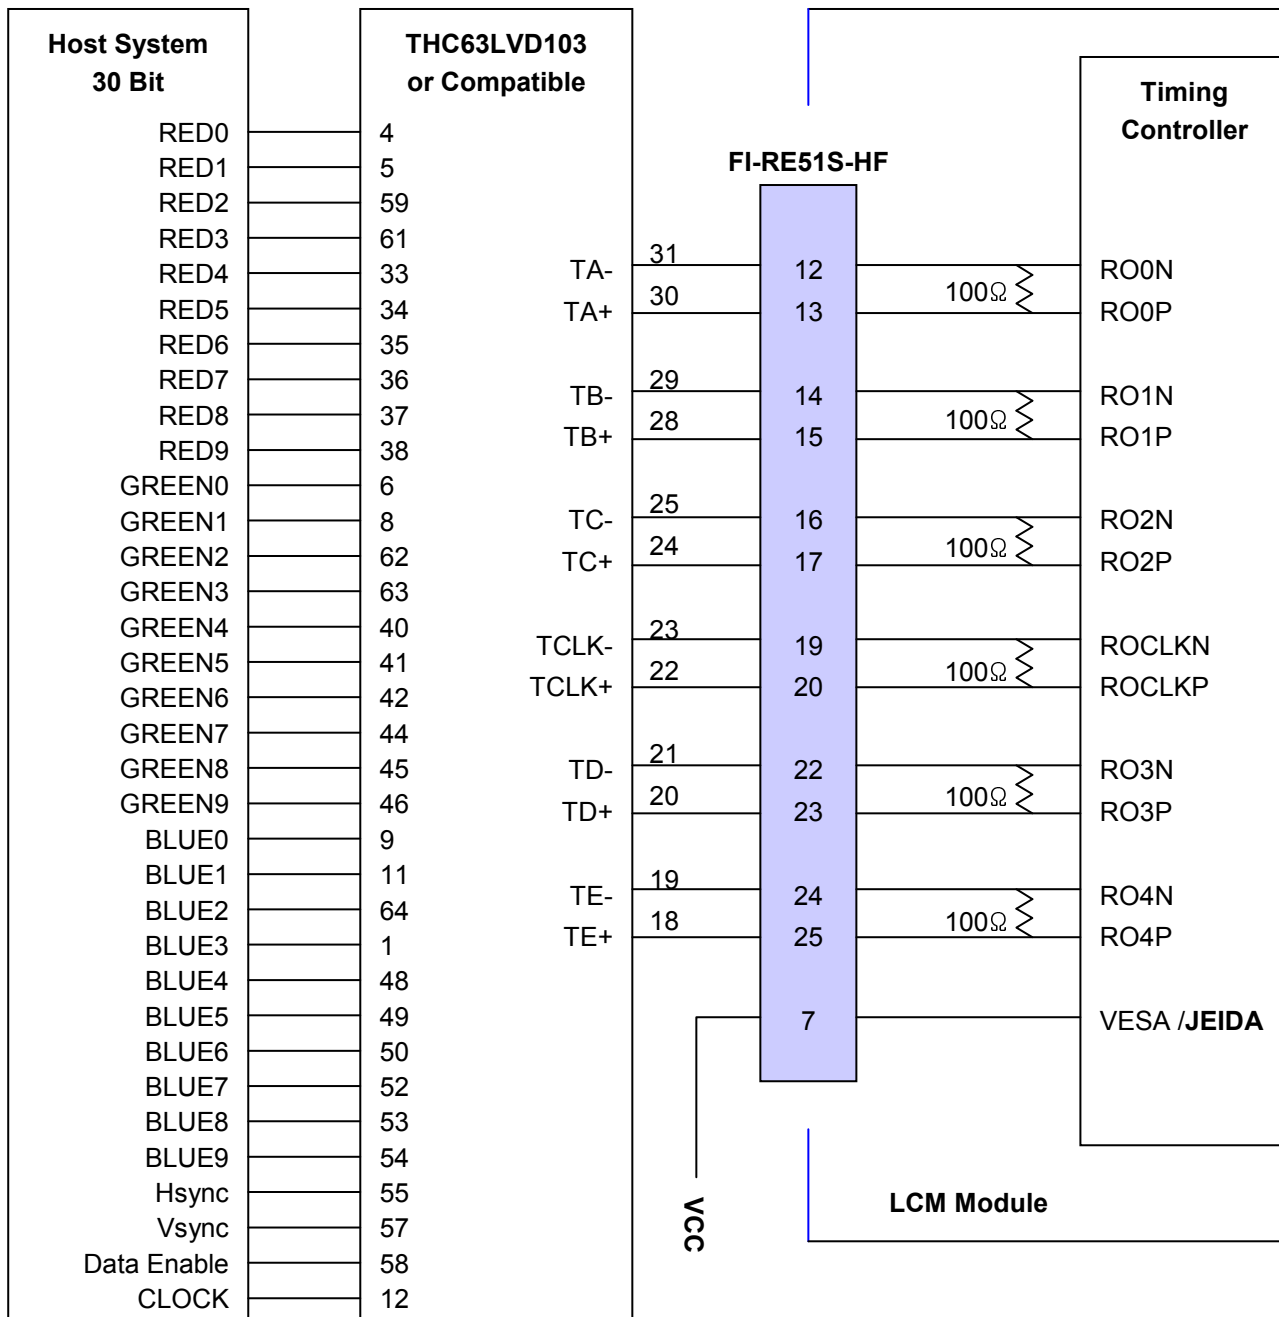 Host System
30 Bit
RED0
RED1
RED2
RED3
RED4
RED5
RED6
RED7
RED8
RED9
GREEN0
GREEN1
GREEN2
GREEN3
GREEN4
GREEN5
GREEN6
GREEN7
GREEN8
GREEN9
BLUE0
BLUE1
BLUE2
BLUE3
BLUE4
BLUE5
BLUE6
BLUE7
BLUE8
BLUE9
Hsync
Vsync
Data Enable
CLOCK
THC63LVD103
or Compatible
4
5
59
61
33
34
35
36
37
38
6
8
62
63
40
41
42
44
45
46
9
11
64
1
48
49
50
52
53
54
55
57
58
12
TA-
TA+
TB-
TB+
TC-
TC+
TCLK-
TCLK+
TD-
TD+
TE-
TE+
31
30
29
28
25
24
23
22
21
20
19
18
VCC
FI-RE51S-HF
12
13
14
15
16
17
19
20
22
23
24
25
7
100Ω
100Ω
100Ω
100Ω
100Ω
100Ω
Timing
Controller
RO0N
RO0P
RO1N
RO1P
RO2N
RO2P
ROCLKN
ROCLKP
RO3N
RO3P
RO4N
RO4P
VESA /JEIDA
LCM Module